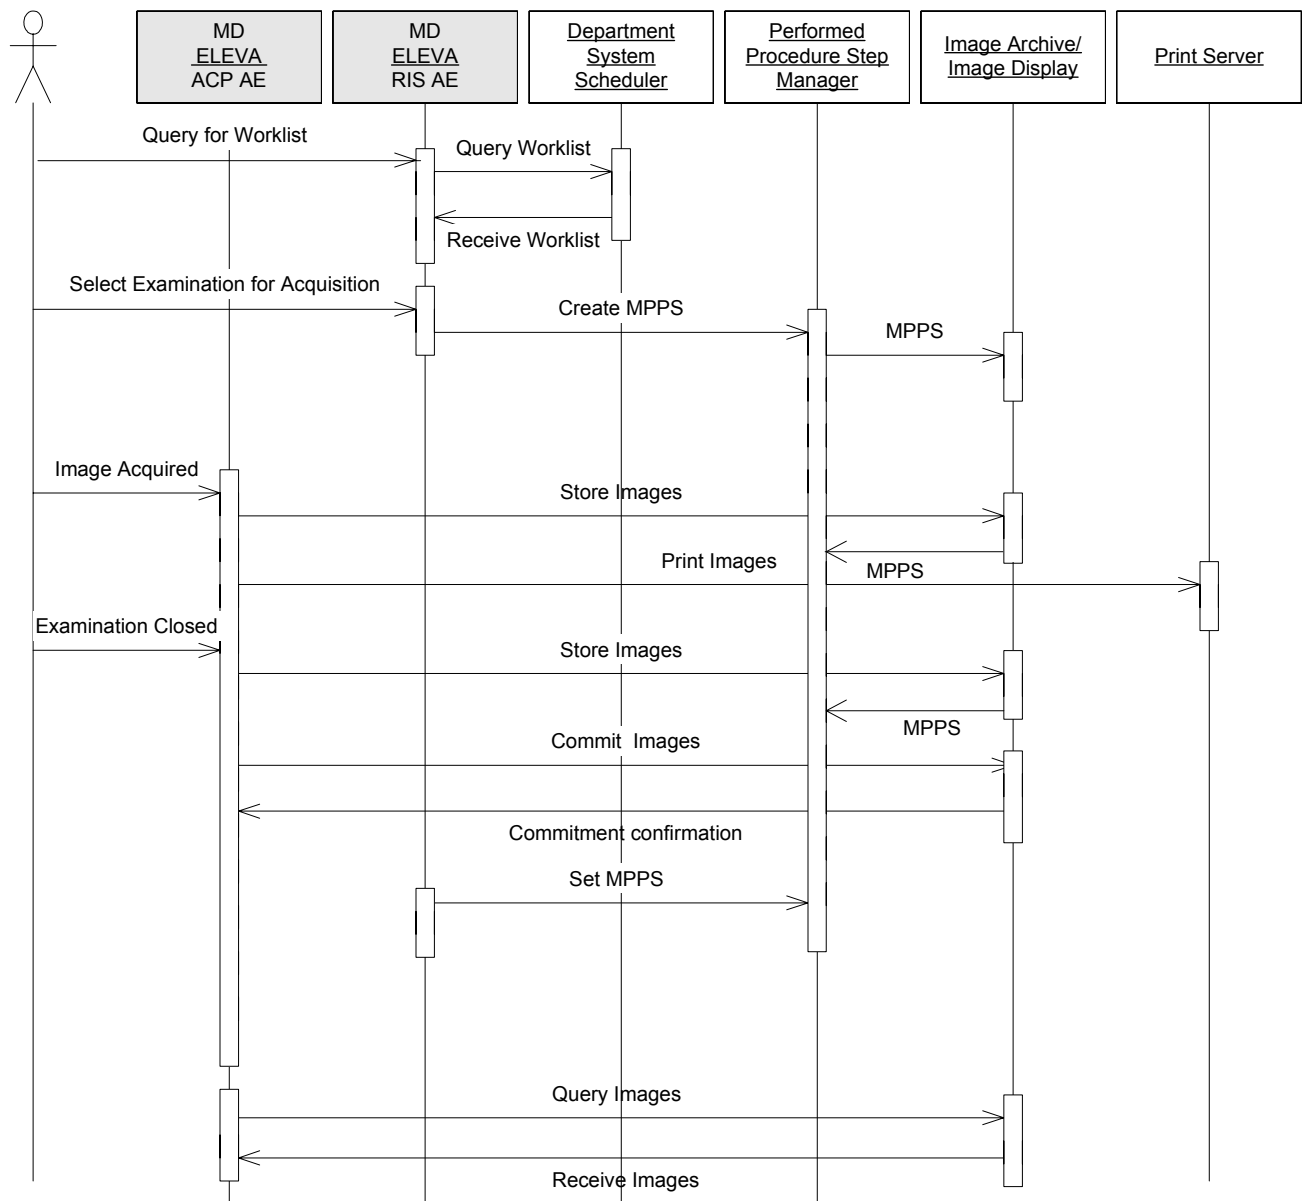 MD
ELEVA
ACP AE
MD
ELEVA
RIS AE
Department
System
Scheduler
Performed
Procedure Step
Manager
Image Archive/
Image Display
Print Server
Query for Worklist
Query Worklist
Receive Worklist
Select Examination for Acquisition
Create MPPS
MPPS
Image Acquired
Store Images
Print Images
MPPS
Examination Closed
Store Images
MPPS
Commit  Images
Commitment confirmation
Set MPPS
Query Images
Receive Images